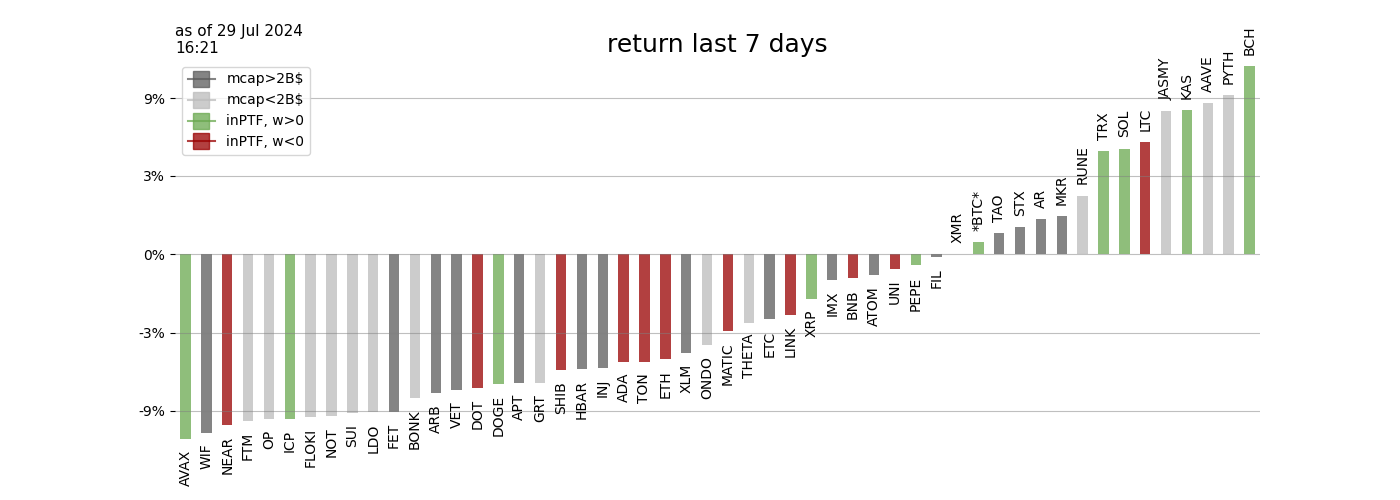 as of 29 Jul 2024
16:21
return last 7 days
mcap>2B$
mcap<2B$
inPTF, w>0
inPTF, w<0
9%
3%
0%
-3%
-9%
AVAX
WIF
NEAR
FTM
OP
ICP
FLOKI
NOT
SUI
LDO
FET
BONK
ARB
VET
DOT
DOGE
APT
GRT
SHIB
HBAR
INJ
ADA
TON
ETH
XLM
ONDO
MATIC
THETA
ETC
LINK
XRP
IMX
BNB
ATOM
UNI
PEPE
FIL
XMR
*BTC*
TAO
STX
AR
MKR
RUNE
TRX
SOL
LTC
JASMY
KAS
AAVE
PYTH
BCH